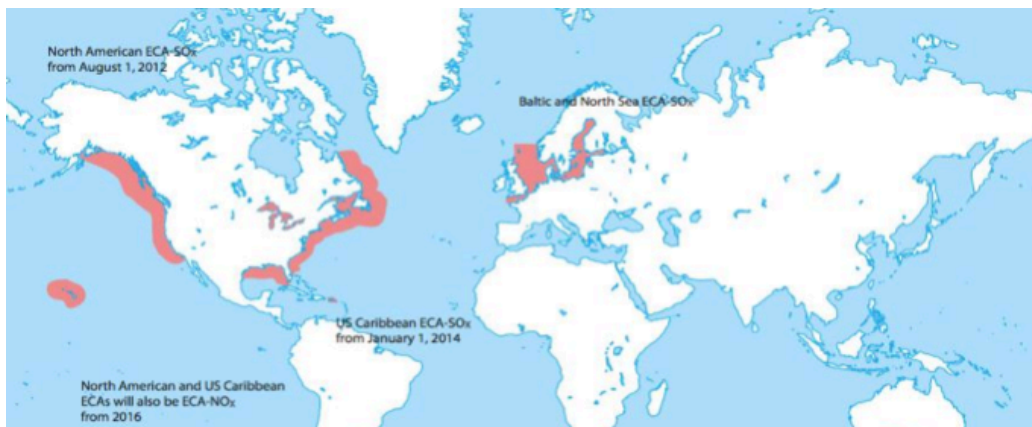 North American ECA-SOx
from August 1, 2012
Baltic and North Sea ECA-SOx
US Caribbean ECA-SOx
from January 1, 2014
North American and US Caribbean
ECAs will also be ECA-NOx
from 2016